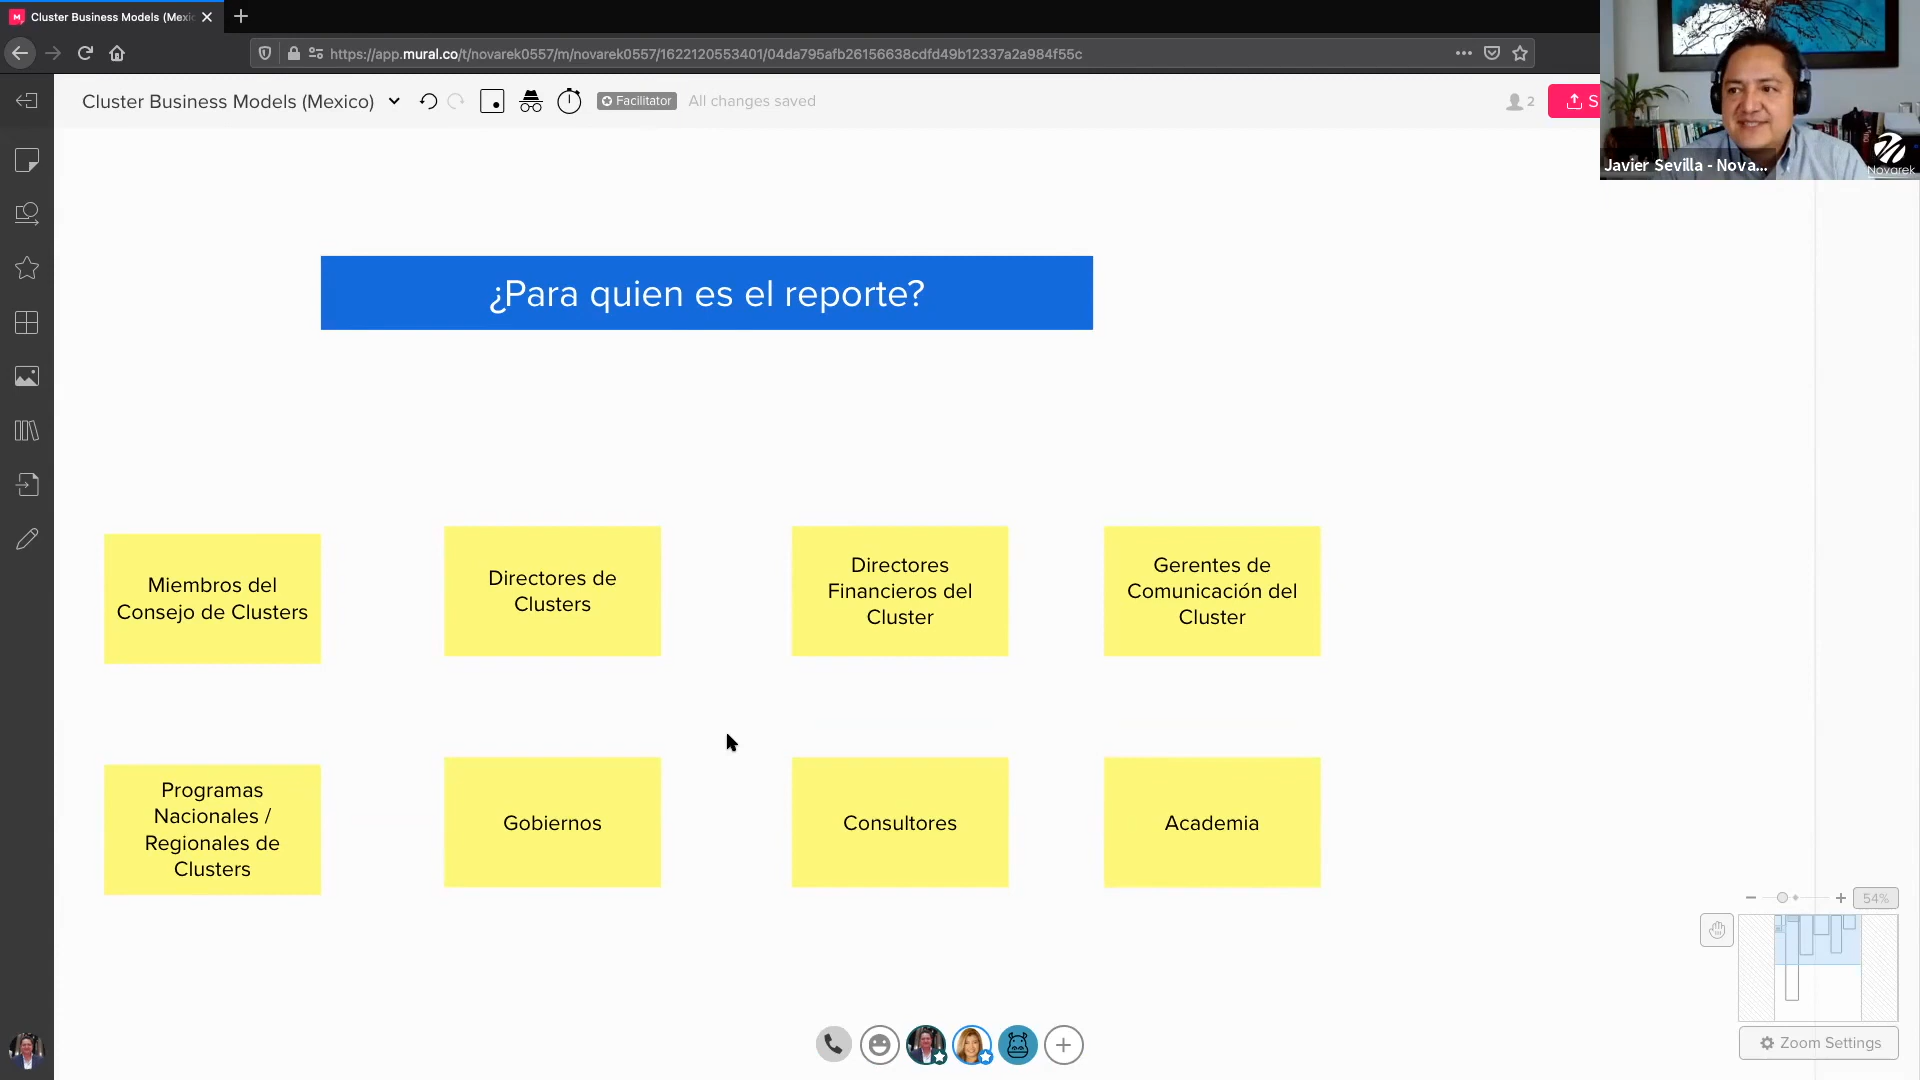 Cluster Business Models (Mexic
https://app.mural.co/t/novarek0557/m/novarek0557/1622120553401/04da795afb26156638cdfd49b12337a2a984f55c
Cluster Business Models (Mexico)
Facilitator
All changes saved
2
S
Javier Sevilla - Nova...
Novarek
¿Para quien es el reporte?
Miembros del
Consejo de Clusters
Directores de
Clusters
Directores
Financieros del
Cluster
Gerentes de
Comunicación del
Cluster
Programas
Nacionales /
Regionales de
Clusters
Gobiernos
Consultores
Academia
54%
Zoom Settings